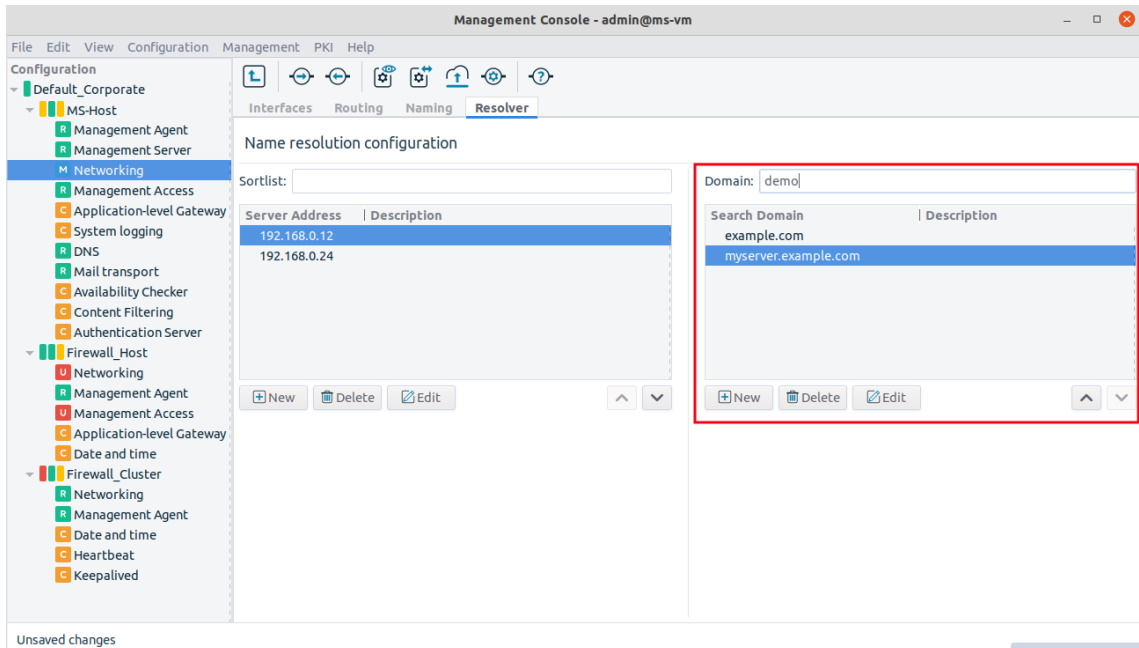 Management Console - admin@ms-vm
File Edit View Configuration Management PKI Help
Configuration
Default_Corporate
MS-Host
R Management Agent
R Management Server
M Networking
R Management Access
C Application-level Gateway
C System logging
R DNS
R Mail transport
C Availability Checker
C Content Filtering
C Authentication Server
Firewall_Host
U Networking
R Management Agent
U Management Access
C Application-level Gateway
C Date and time
Firewall_Cluster
R Networking
R Management Agent
C Date and time
C Heartbeat
C Keepalived
Interfaces Routing Naming Resolver
Name resolution configuration
Sortlist:
Server Address Description
192.168.0.12
192.168.0.24
New Delete Edit
Domain: demo
Search Domain Description
example.com
myserver.example.com
New Delete Edit
Unsaved changes